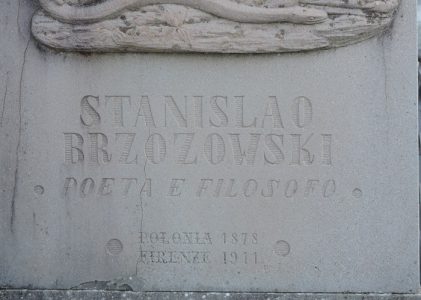 STANISLAO
BRZOZOWSKI
POETA E FILOSOFO
POLONIA 1878
FIRENZE 1911